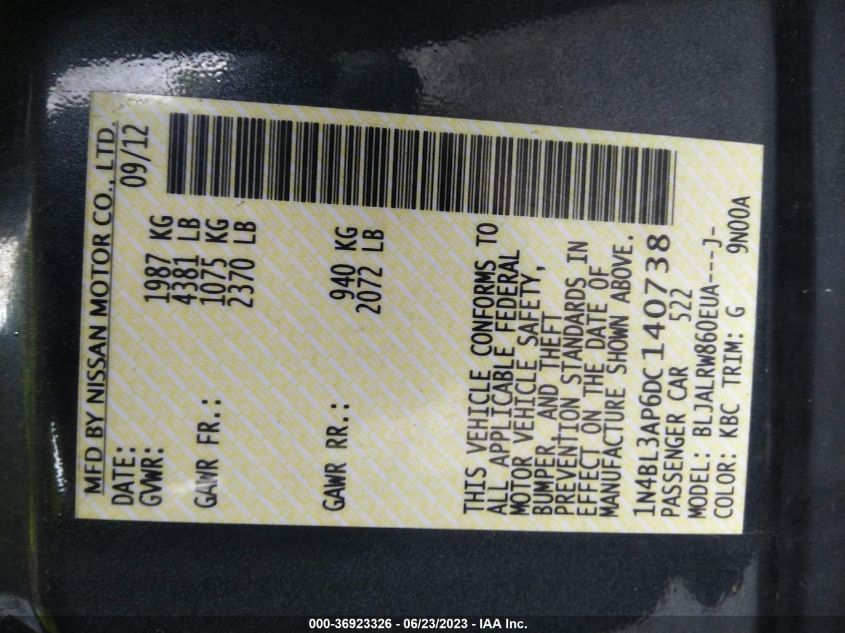 MFD BY NISSAN MOTOR CO., LTD.
DATE: 09/12
GVWR: 1987 KG
4381 LB
GAWR FR.: 1075 KG
2370 LB
GAWR RR.: 940 KG
2072 LB
THIS VEHICLE CONFORMS TO
ALL APPLICABLE FEDERAL
MOTOR VEHICLE SAFETY,
BUMPER, AND THEFT
PREVENTION STANDARDS IN
EFFECT ON THE DATE OF
MANUFACTURE SHOWN ABOVE.
1N4BL3AP6DC140738
PASSENGER CAR 522
MODEL: BLJALRW860EUA---J-
COLOR: KBC TRIM: G 9N00A
000-36923326 - 06/23/2023 - IAA Inc.